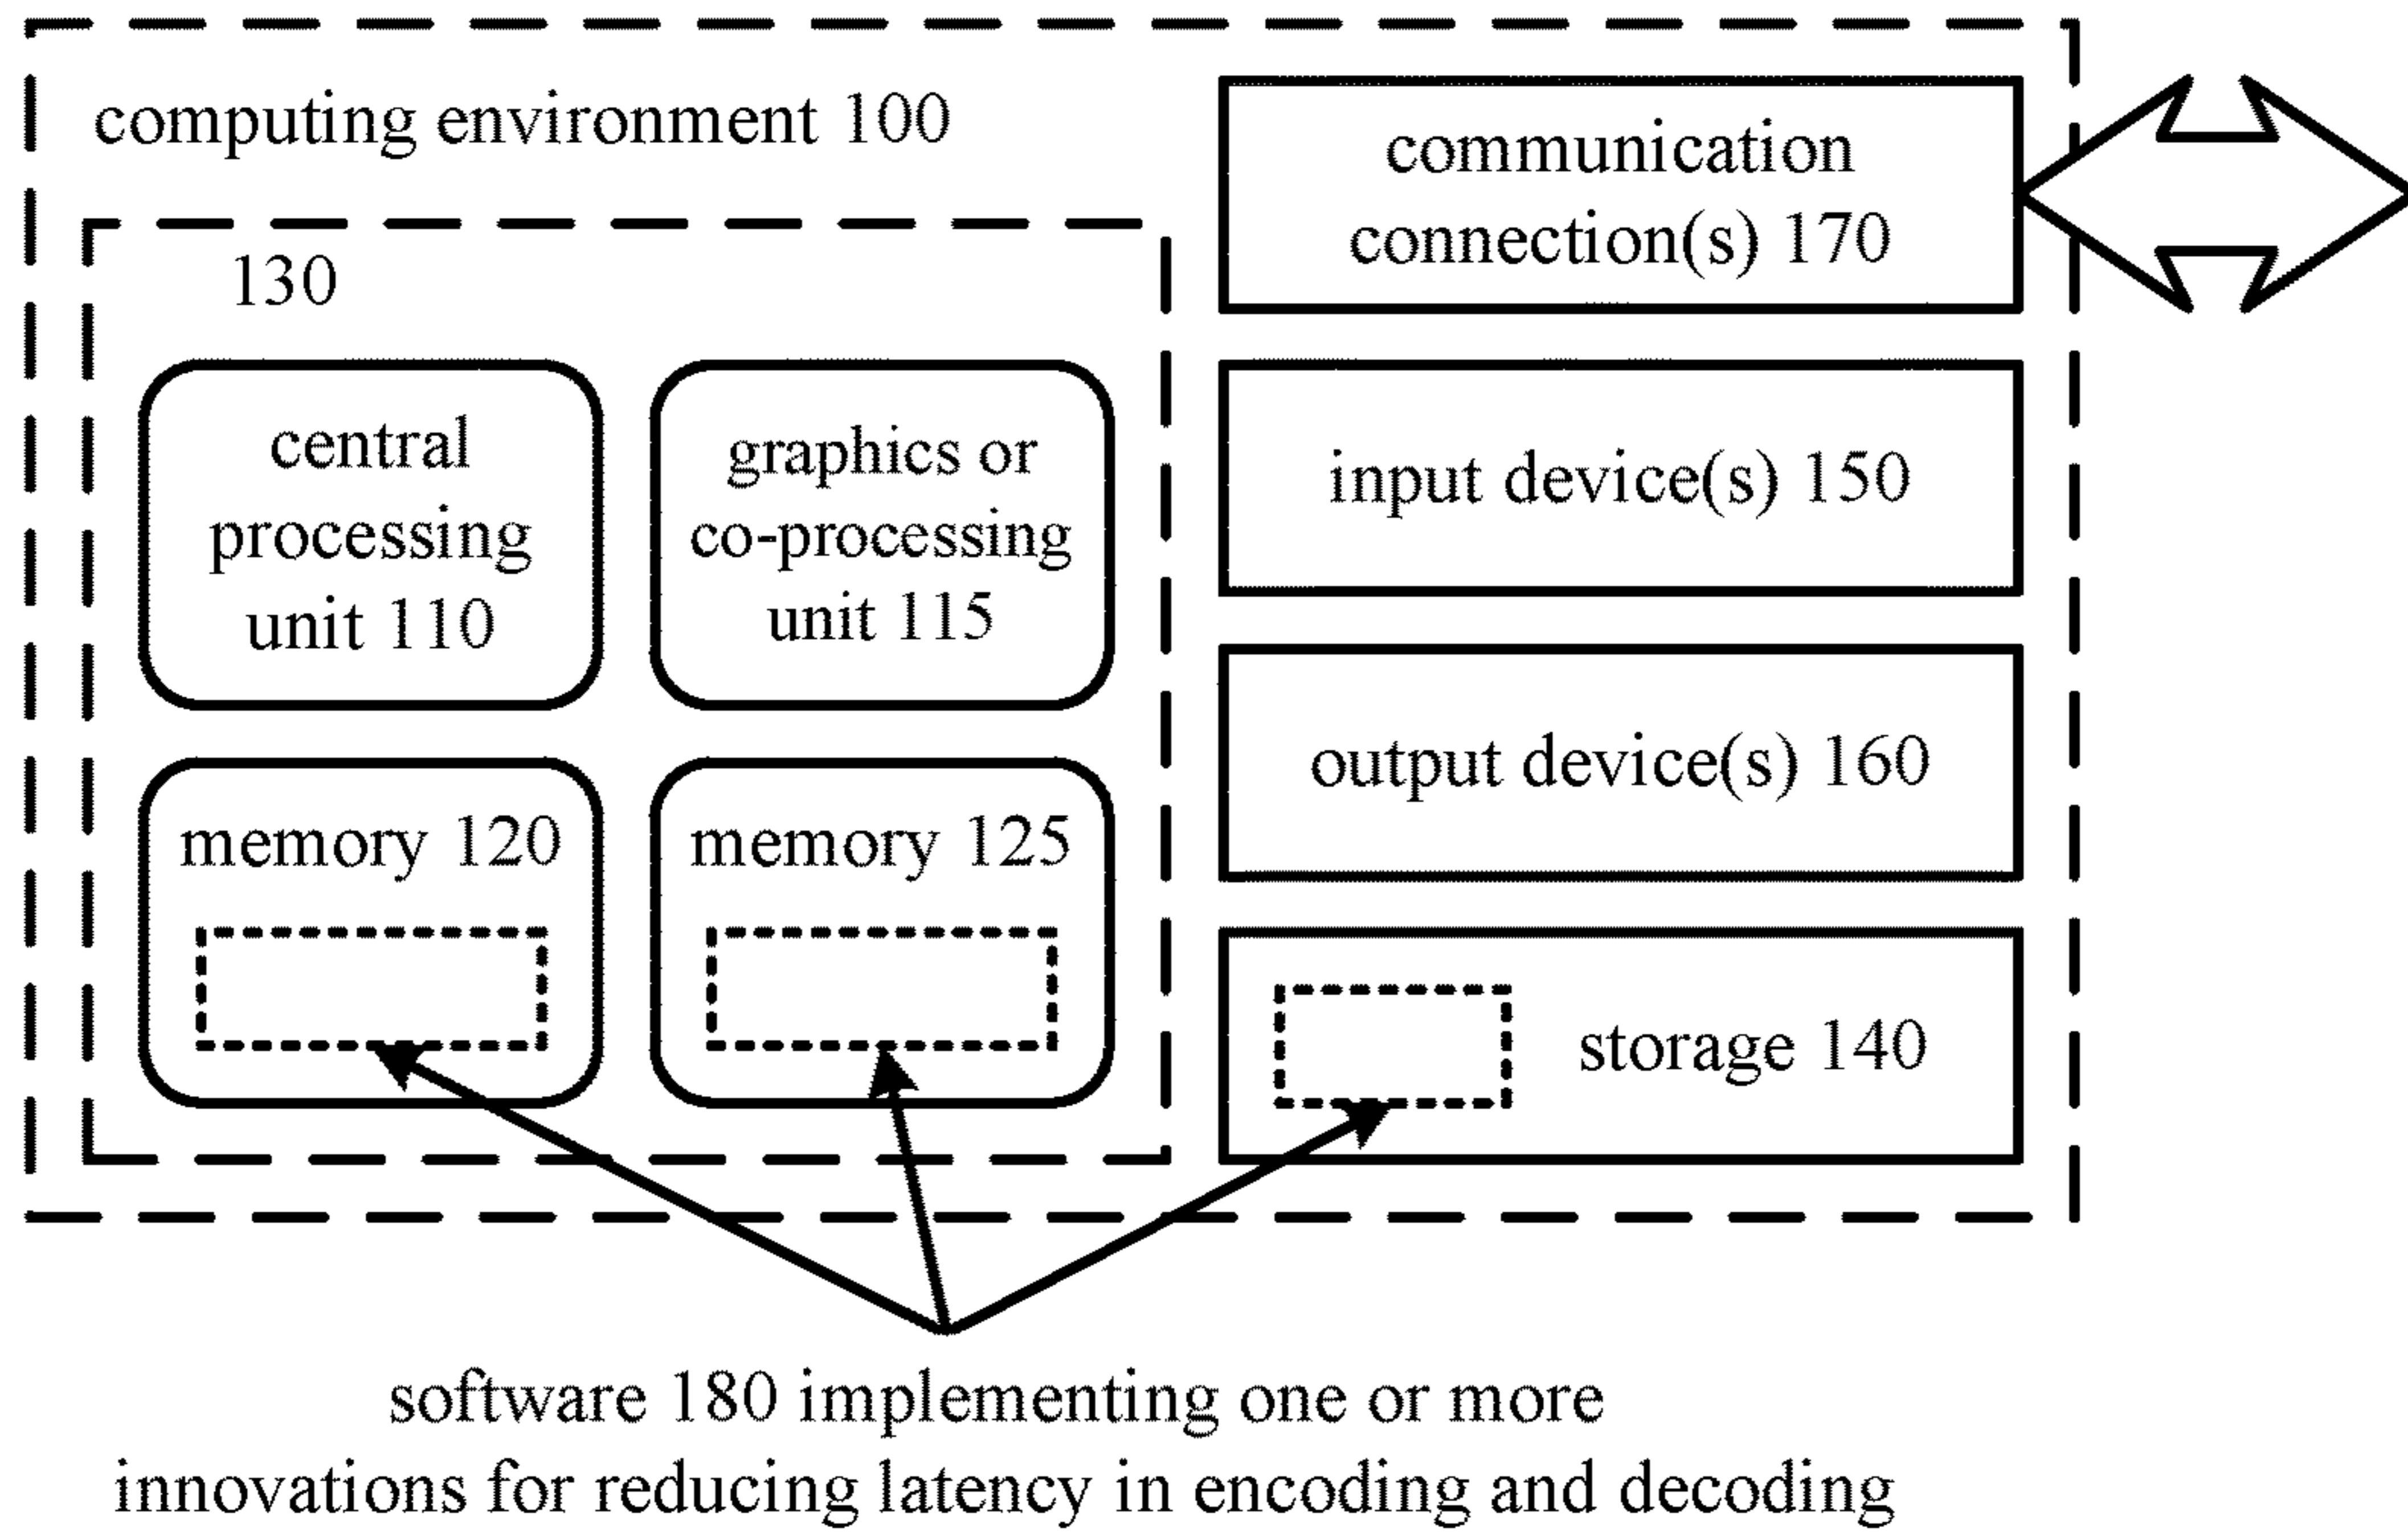 computing environment 100
communication
connection(s) 170
130
central
processing
unit 110
graphics or
co-processing
unit 115
input device(s) 150
output device(s) 160
memory 120
memory 125
storage 140
software 180 implementing one or more
innovations for reducing latency in encoding and decoding